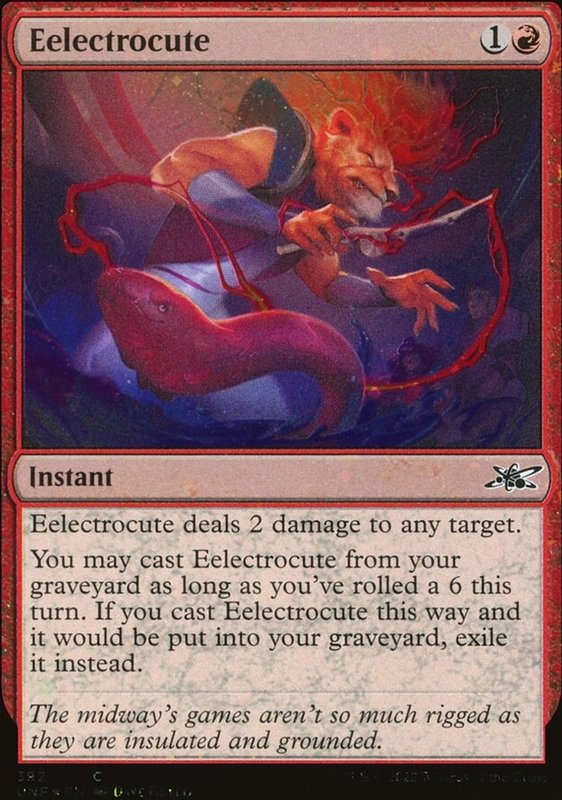 Eelectrocute 1
Instant
Eelectrocute deals 2 damage to any target.
You may cast Eelectrocute from your
graveyard as long as you've rolled a 6 this
turn. If you cast Eelectrocute this way and
it would be put into your graveyard, exile
it instead.
The midway's games aren't so much rigged as
they are insulated and grounded.
392 C